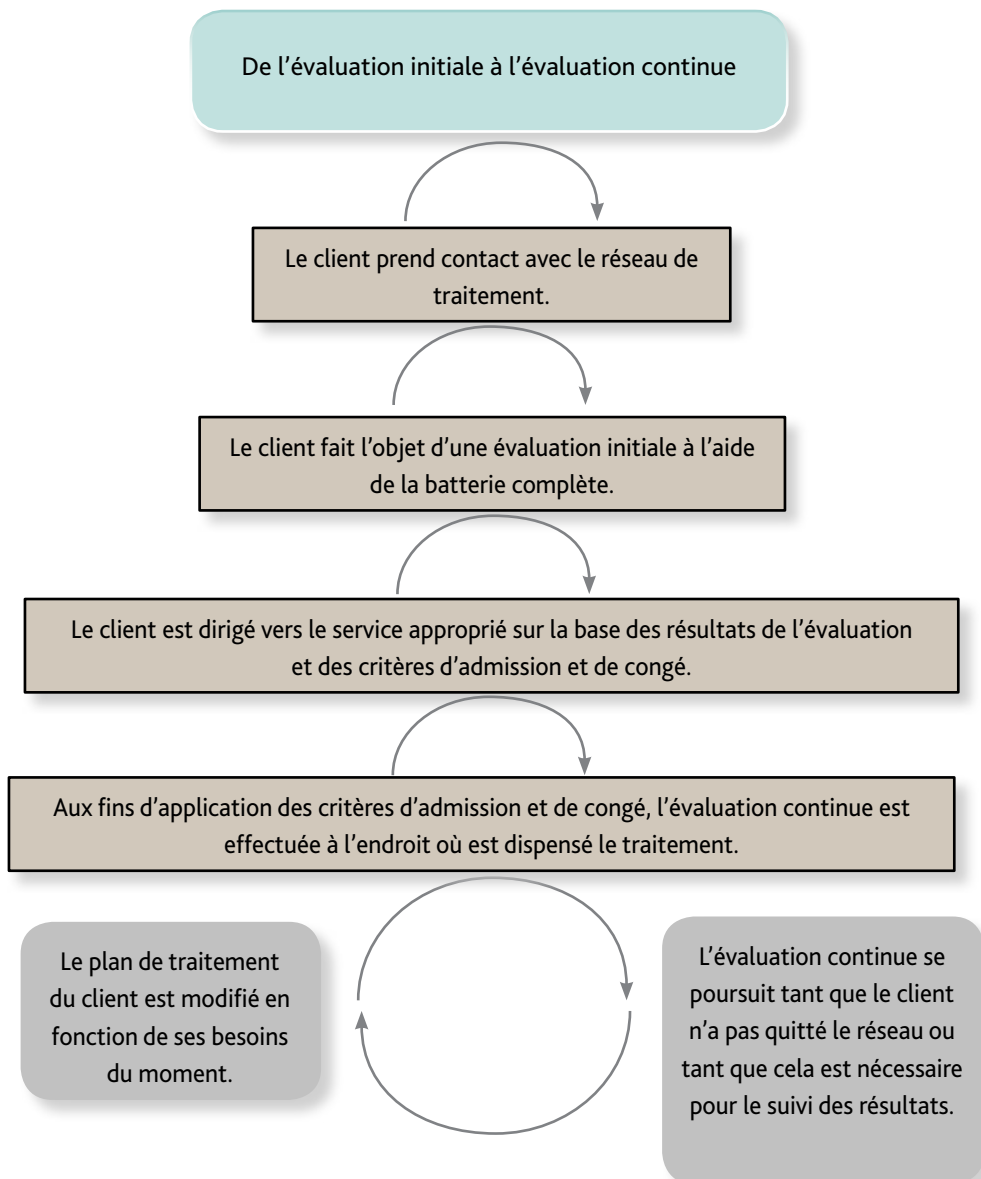 De l’évaluation initiale à l’évaluation continue
Le client prend contact avec le réseau de
traitement.
Le client fait l’objet d’une évaluation initiale à l’aide
de la batterie complète.
Le client est dirigé vers le service approprié sur la base des résultats de l’évaluation
et des critères d’admission et de congé.
Aux fins d’application des critères d’admission et de congé, l’évaluation continue est
effectuée à l’endroit où est dispensé le traitement.
Le plan de traitement
du client est modifié en
fonction de ses besoins
du moment.
L’évaluation continue se
poursuit tant que le client
n’a pas quitté le réseau ou
tant que cela est nécessaire
pour le suivi des résultats.